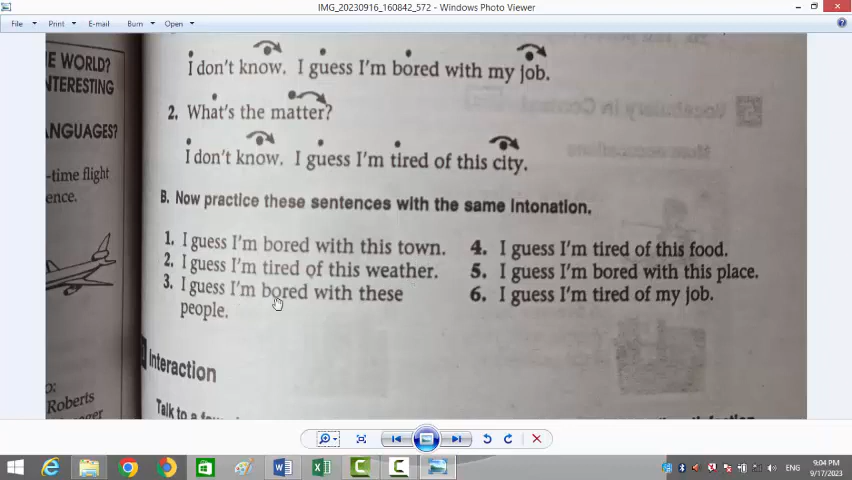 IMG_20230916_160842_572 - Windows Photo Viewer
File Print E-mail Burn Open
E WORLD?
TERESTING
NGUAGES?
-time flight
ence.
o:
Roberts
I don't know. I guess I'm bored with my job.
2. What's the matter?
I don't know. I guess I'm tired of this city.
B. Now practice these sentences with the same intonation.
1. I guess I'm bored with this town.
2. I guess I'm tired of this weather.
3. I guess I'm bored with these
people.
4. I guess I'm tired of this food.
5. I guess I'm bored with this place.
6. I guess I'm tired of my job.
Interaction
Talk to a
ENG
9:04 PM
9/17/2023